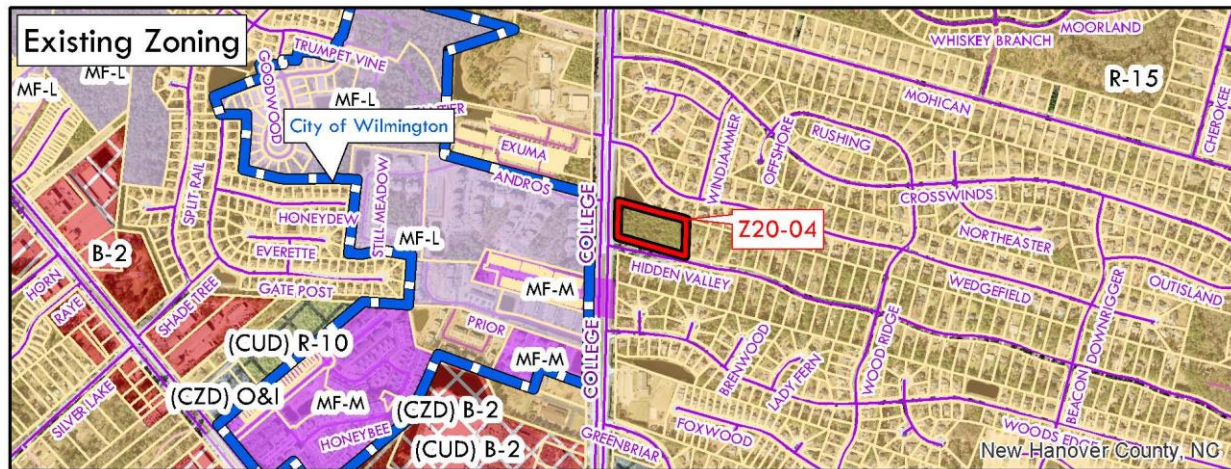 Existing Zoning
TRUMPET VINE
GOODWOOD
MF-L
MF-L
MF-L
City of Wilmington
EXUMA
ANDROS
SPLIT RAIL
HONEYDEW
STILL MEADOW
EVERETTE
GATE POST
MF-L
B-2
HORN
RAYE
SHADE TREE
SILVER LAKE
(CUD) R-10
(CZD) O&I
MF-M
HONEYBEE
PRIOR
MF-M
MF-M
(CZD) B-2
(CUD) B-2
COLLEGE
COLLEGE
GREENBRIAR
WHISKEY BRANCH
MOORLAND
R-15
MOHICAN
CHEROKEE
WINDJAMMER
OFFSHORE
RUSHING
CROSSWINDS
Z20-04
NORTHEASTER
HIDDEN VALLEY
WEDGEFIELD
OUTISLAND
BRENWOOD
LADY FERN
WOOD RIDGE
BEACON
DOWNRIGGER
FOXWOOD
WOODS EDGE
New Hanover County, NC